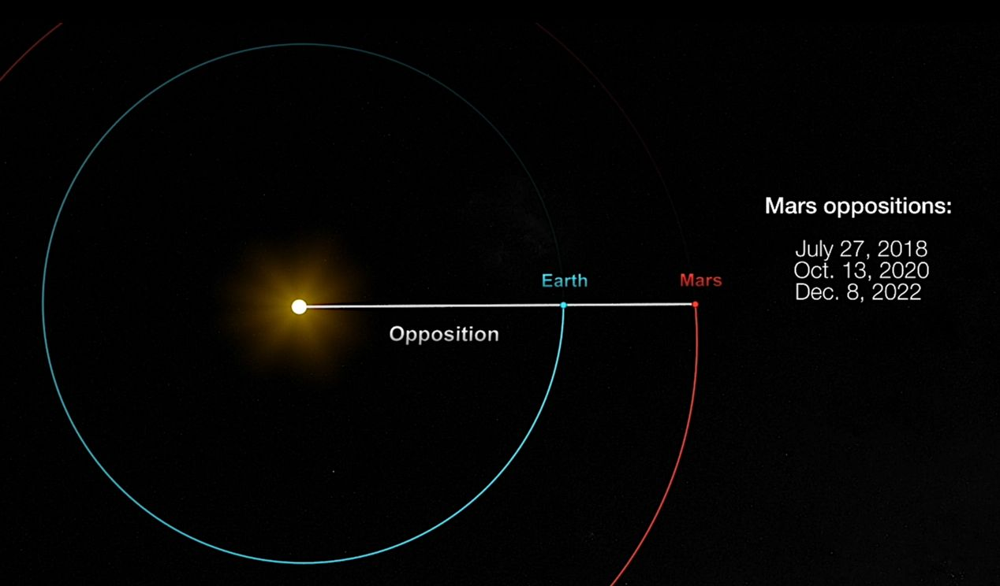 Mars oppositions:
July 27, 2018
Oct. 13, 2020
Dec. 8, 2022
Earth
Mars
Opposition